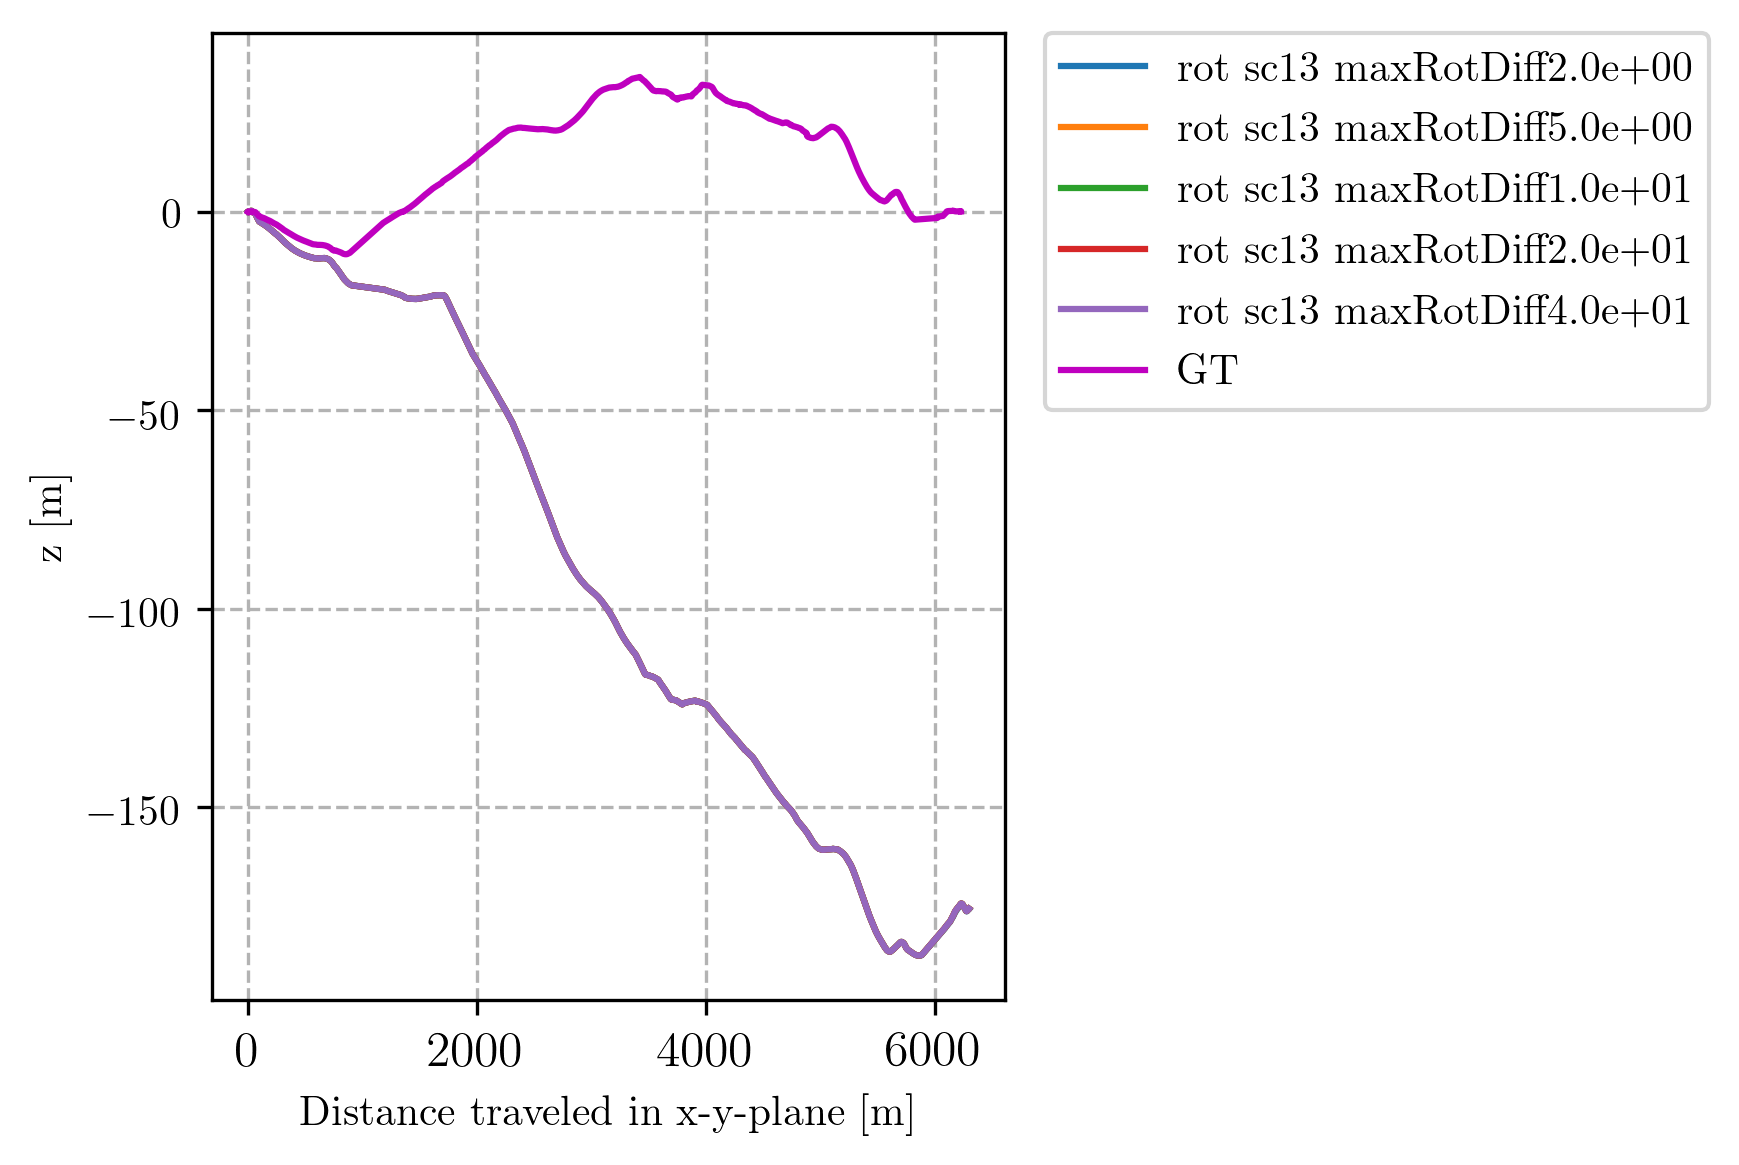 rot sc13 maxRotDiff2.0e+00
rot sc13 maxRotDiff5.0e+00
rot sc13 maxRotDiff1.0e+01
rot sc13 maxRotDiff2.0e+01
rot sc13 maxRotDiff4.0e+01
GT
0
−50
−100
−150
z [m]
0 2000 4000 6000
Distance traveled in x-y-plane [m]